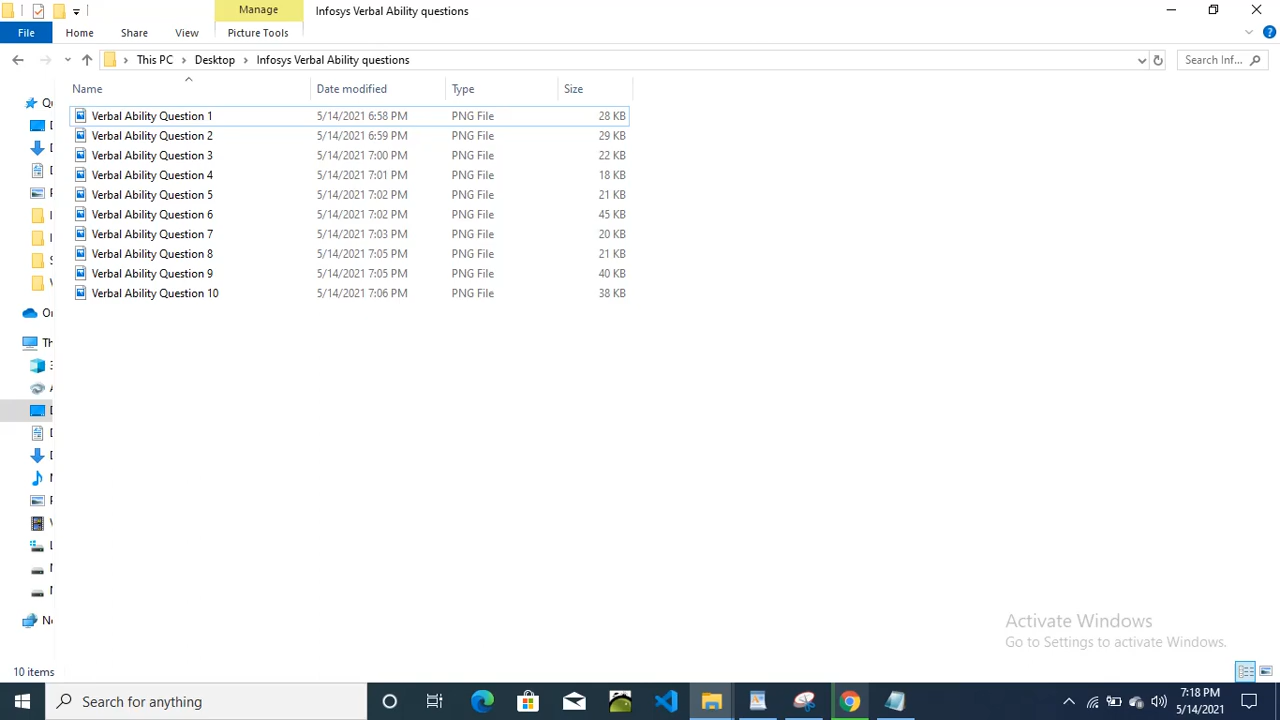 Manage
Infosys Verbal Ability questions
File
Home
Share
View
Picture Tools
This PC
Desktop
Infosys Verbal Ability questions
Search Inf...
Name
Date modified
Type
Size
Verbal Ability Question 1 5/14/2021 6:58 PM PNG File 28 KB
Verbal Ability Question 2 5/14/2021 6:59 PM PNG File 29 KB
Verbal Ability Question 3 5/14/2021 7:00 PM PNG File 22 KB
Verbal Ability Question 4 5/14/2021 7:01 PM PNG File 18 KB
Verbal Ability Question 5 5/14/2021 7:02 PM PNG File 21 KB
Verbal Ability Question 6 5/14/2021 7:02 PM PNG File 45 KB
Verbal Ability Question 7 5/14/2021 7:03 PM PNG File 20 KB
Verbal Ability Question 8 5/14/2021 7:05 PM PNG File 21 KB
Verbal Ability Question 9 5/14/2021 7:05 PM PNG File 40 KB
Verbal Ability Question 10 5/14/2021 7:06 PM PNG File 38 KB
Activate Windows
Go to Settings to activate Windows.
10 items
Search for anything
7:18 PM
5/14/2021